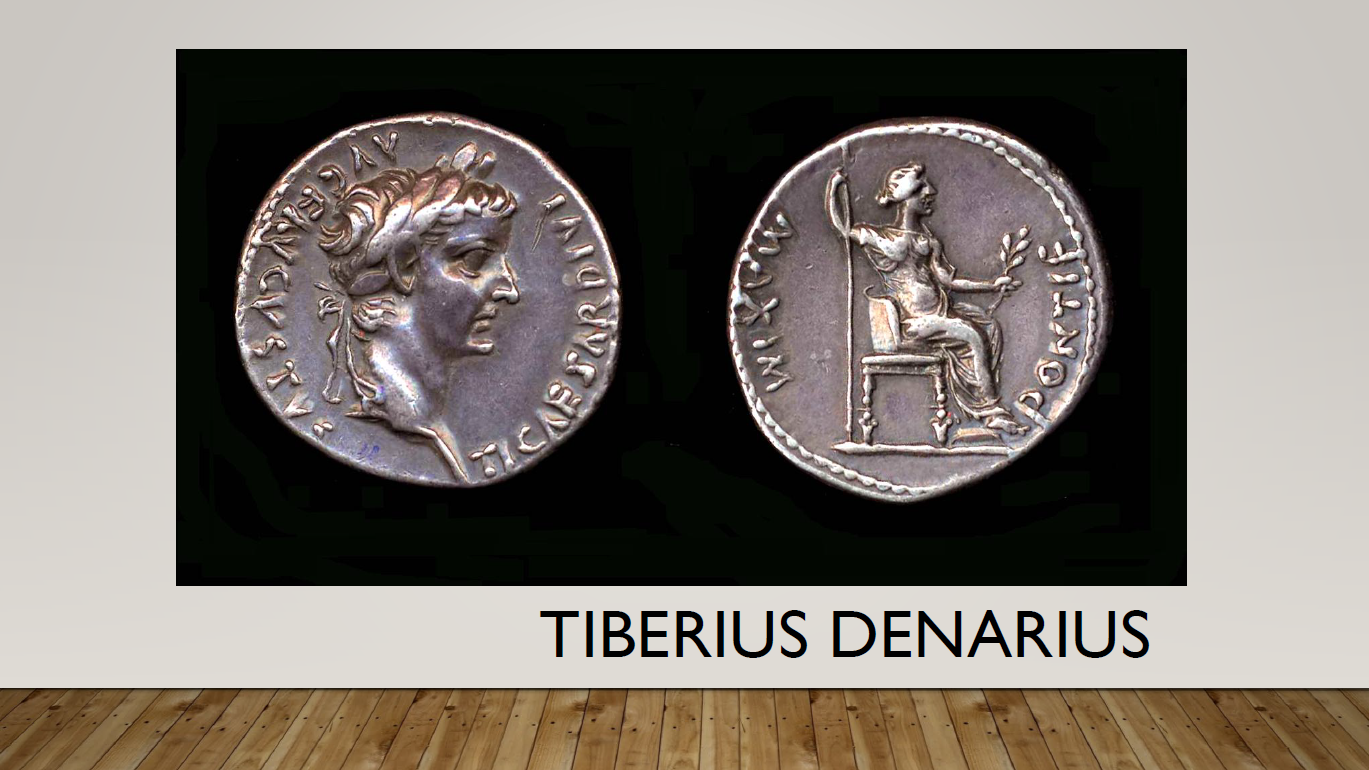 TI CAESAR DIVI
AVG F AVGVSTVS
PONTIF
MAXIM
TIBERIUS DENARIUS